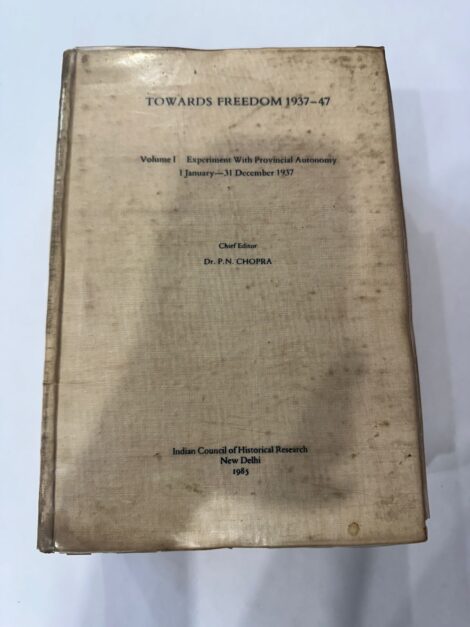 TOWARDS FREEDOM 1937–47
Volume I Experiment With Provincial Autonomy
1 January—31 December 1937
Chief Editor
Dr. P.N. CHOPRA
Indian Council of Historical Research
New Delhi
1985